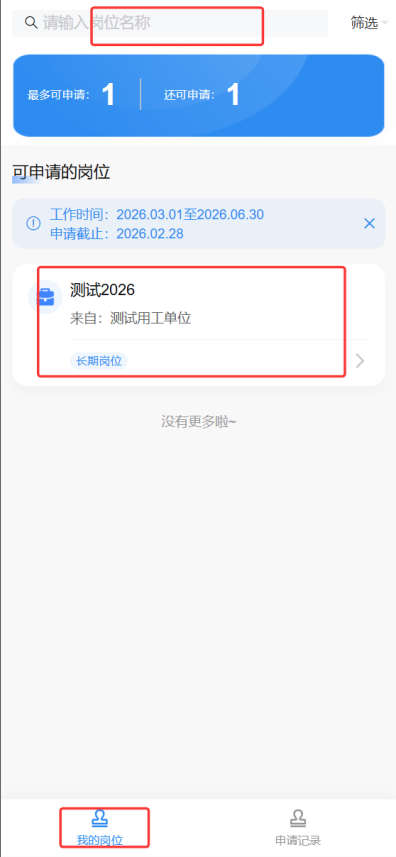 请输入岗位名称 筛选
最多可申请：1 还可申请：1
可申请的岗位
工作时间：2026.03.01至2026.06.30
申请截止：2026.02.28
测试2026
来自：测试用工单位
长期岗位
没有更多啦~
我的岗位 申请记录